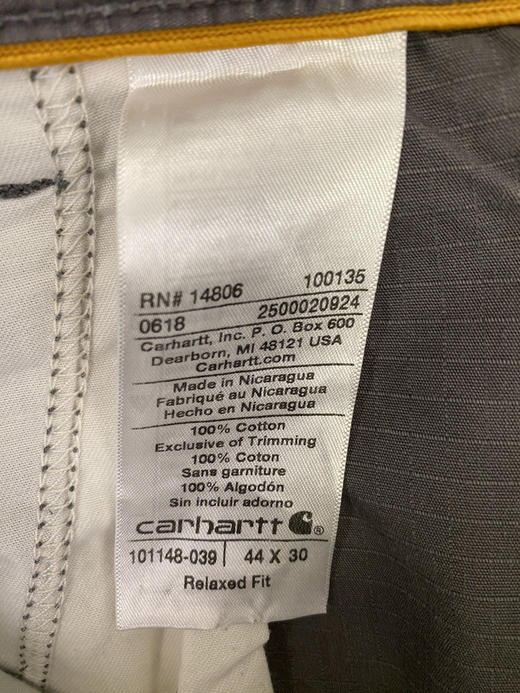 RN# 14806 100135
0618 2500020924
Carhartt, Inc. P. O. Box 600
Dearborn, MI 48121 USA
Carhartt.com
Made in Nicaragua
Fabriqué au Nicaragua
Hecho en Nicaragua
100% Cotton
Exclusive of Trimming
100% Coton
Sans garniture
100% Algodón
Sin incluir adorno
carhartt ®
101148-039 | 44 X 30
Relaxed Fit